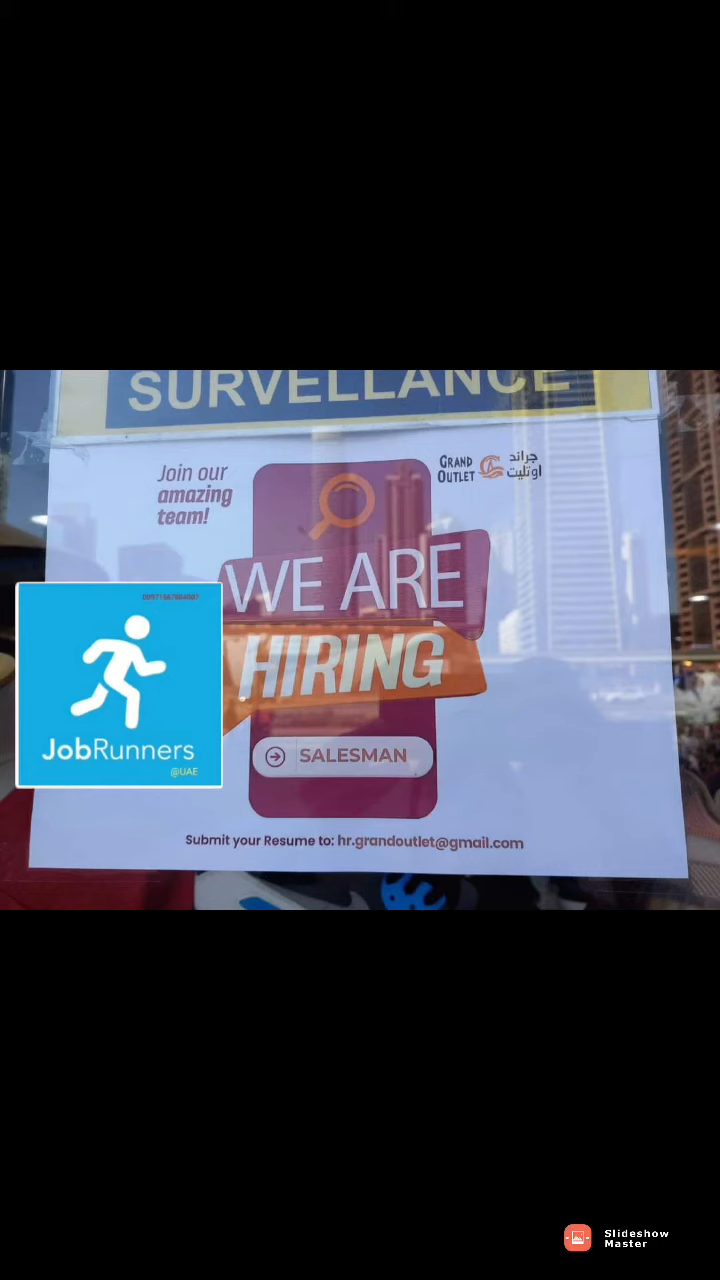 SURVELLANCE
Join our
amazing
team!
GRAND
OUTLET
جراند
اوتليت
WE ARE
HIRING
SALESMAN
JobRunners
@UAE
Submit your Resume to: hr.grandoutlet@gmail.com
Slideshow
Master